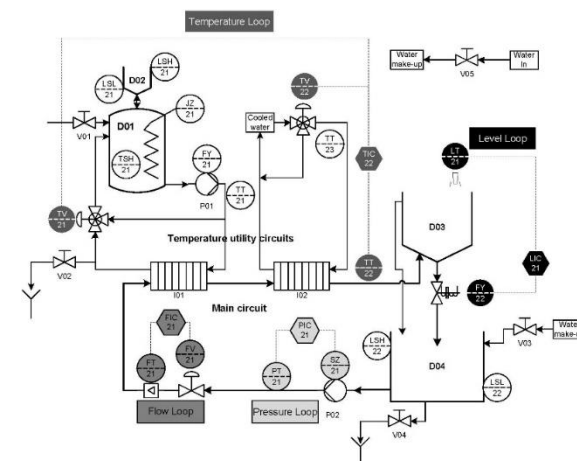 Temperature Loop
LSH
21
D02
LSL
21
Water
make-up
Water
In
V05
JZ
21
TV
22
V01
D01
Cooled
water
LT
21
Level Loop
TSH
21
FY
21
TT
23
TIC
22
P01
TT
21
D03
TV
21
Temperature utility circuits
LIC
21
V02
TT
22
FY
22
I01
I02
Main circuit
FIC
21
PIC
21
LSH
22
V03
Water
D04
FT
21
FV
21
PT
21
SZ
21
LSL
22
Flow Loop
Pressure Loop
P02
V04